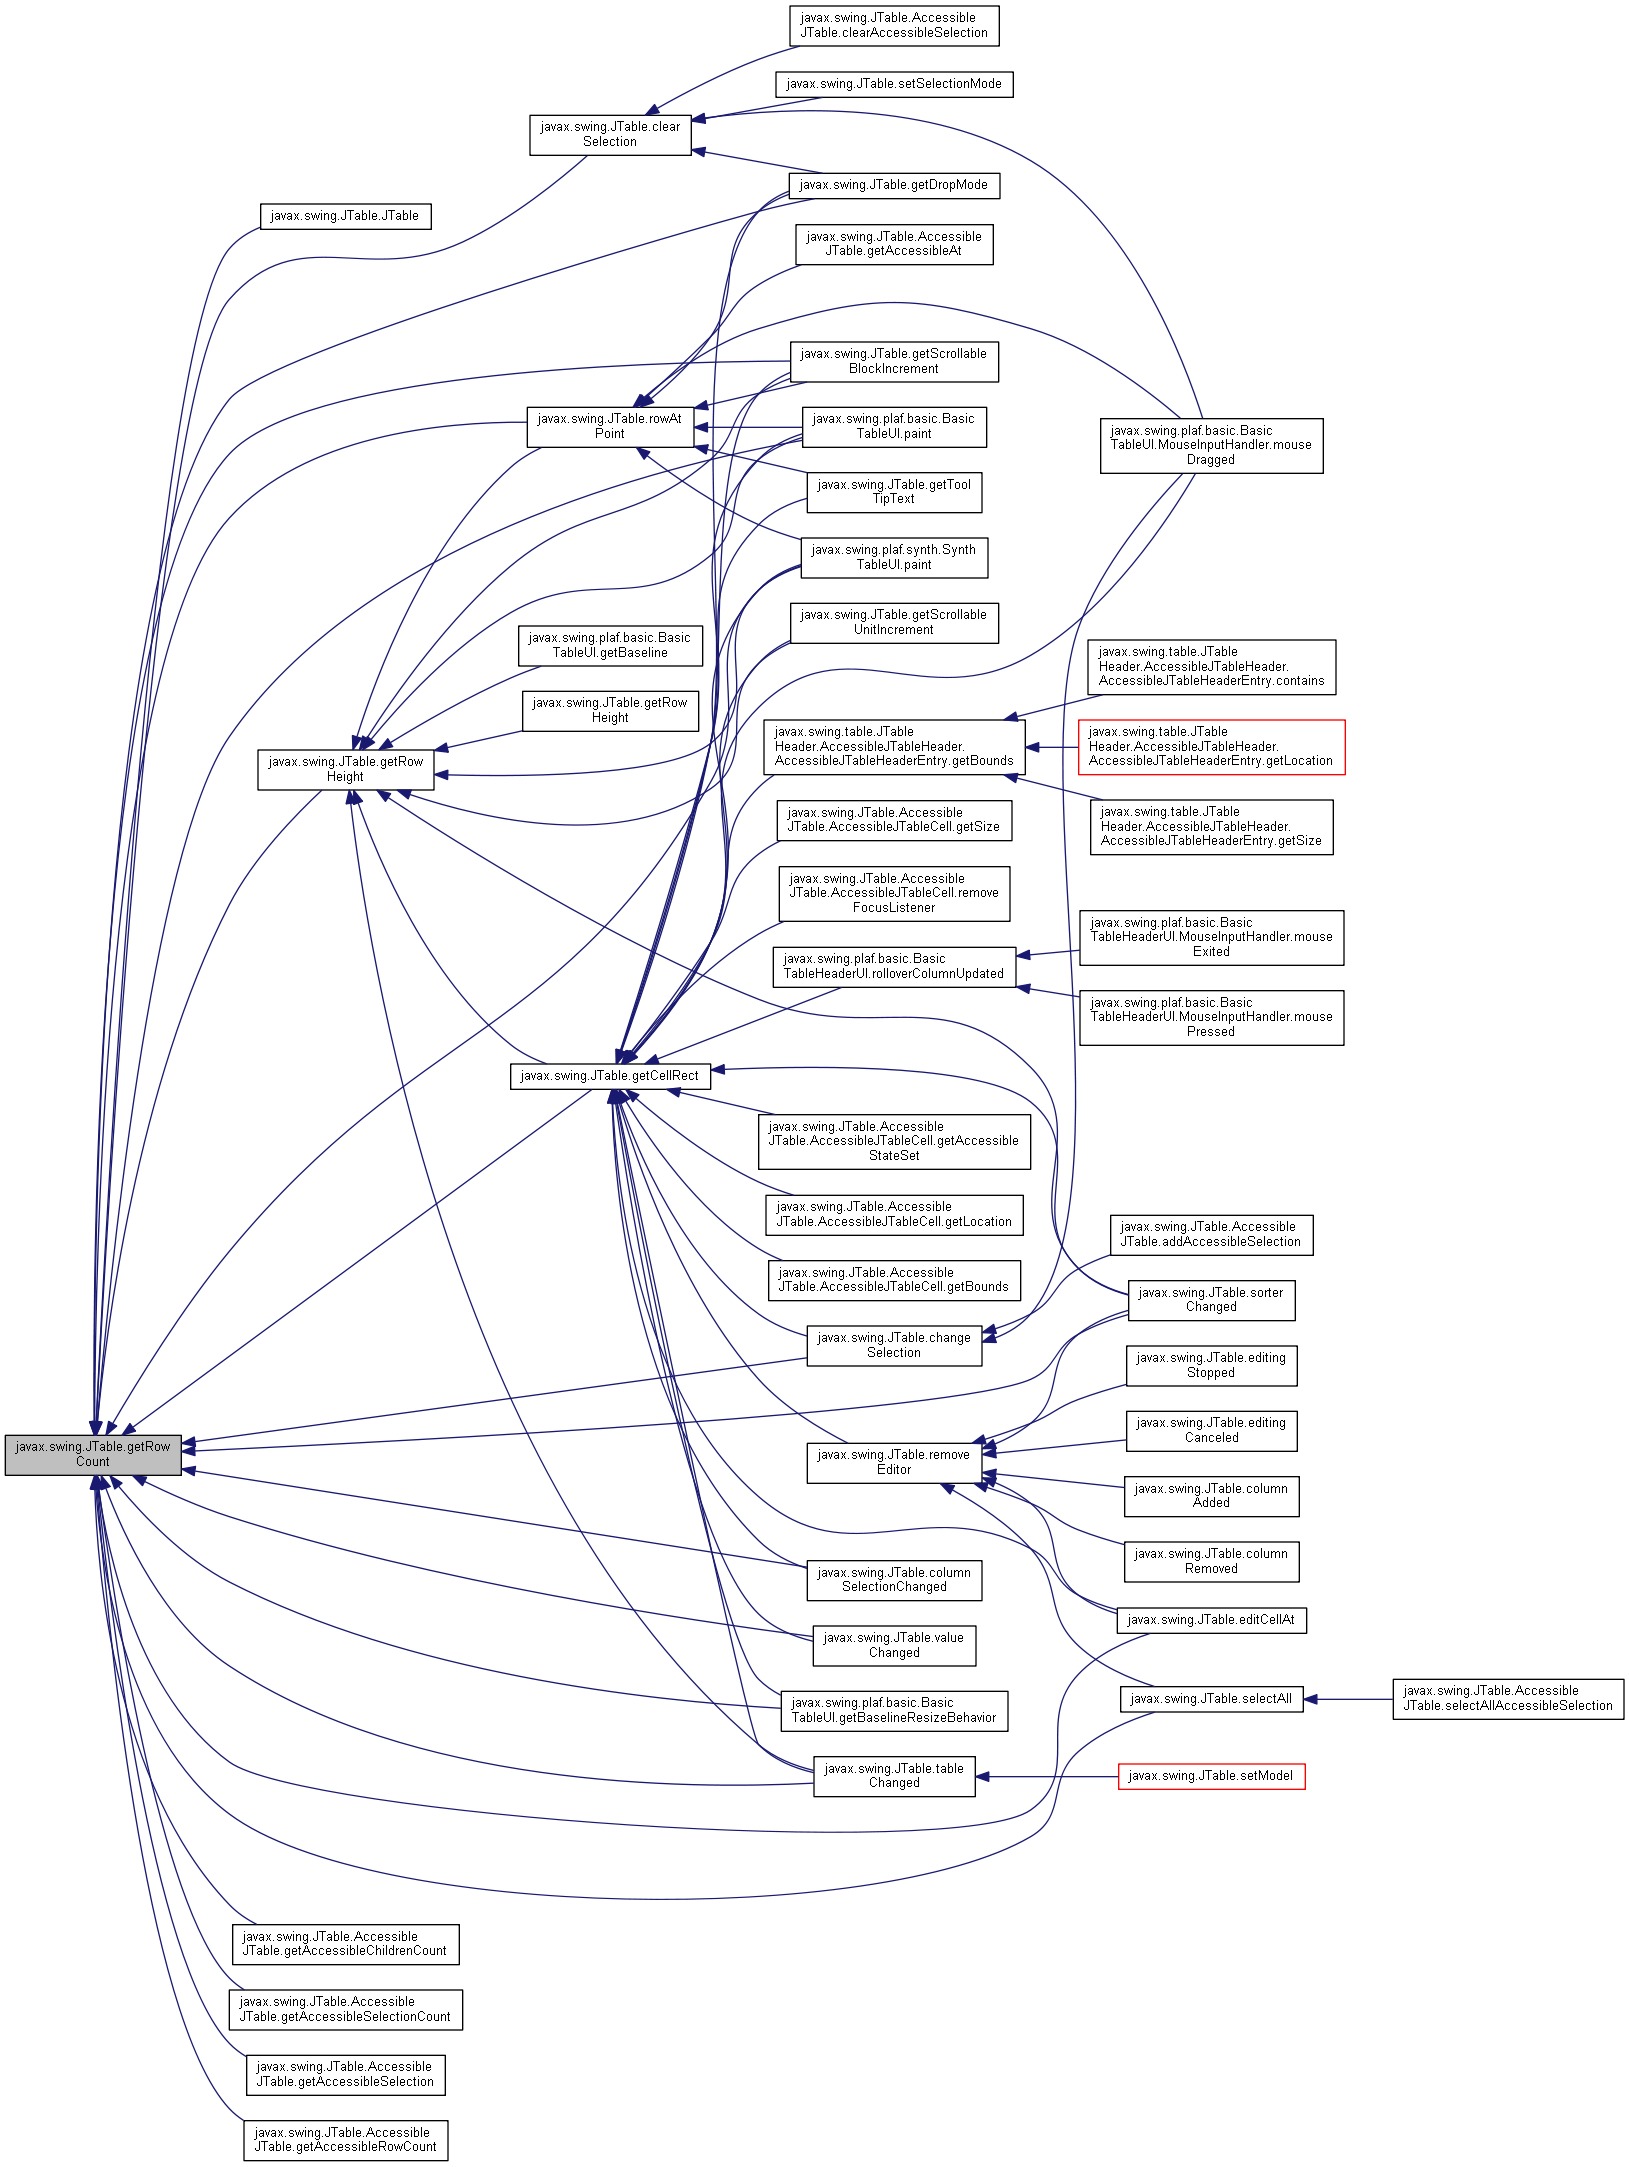 javax.swing.JTable.Accessible
JTable.clearAccessibleSelection
javax.swing.JTable.setSelectionMode
javax.swing.JTable.clear
Selection
javax.swing.JTable.getDropMode
javax.swing.JTable.JTable
javax.swing.JTable.Accessible
JTable.getAccessibleAt
javax.swing.JTable.getScrollable
BlockIncrement
javax.swing.JTable.rowAt
Point
javax.swing.plaf.basic.Basic
TableUI.paint
javax.swing.plaf.basic.Basic
TableUI.MouseInputHandler.mouse
Dragged
javax.swing.JTable.getTool
TipText
javax.swing.plaf.synth.Synth
TableUI.paint
javax.swing.JTable.getScrollable
UnitIncrement
javax.swing.plaf.basic.Basic
TableUI.getBaseline
javax.swing.table.JTable
Header.AccessibleJTableHeader.
AccessibleJTableHeaderEntry.contains
javax.swing.JTable.getRow
Height
javax.swing.JTable.getRow
Height
javax.swing.table.JTable
Header.AccessibleJTableHeader.
AccessibleJTableHeaderEntry.getBounds
javax.swing.table.JTable
Header.AccessibleJTableHeader.
AccessibleJTableHeaderEntry.getLocation
javax.swing.JTable.Accessible
JTable.AccessibleJTableCell.getSize
javax.swing.table.JTable
Header.AccessibleJTableHeader.
AccessibleJTableHeaderEntry.getSize
javax.swing.JTable.Accessible
JTable.AccessibleJTableCell.remove
FocusListener
javax.swing.plaf.basic.Basic
TableHeaderUI.MouseInputHandler.mouse
Exited
javax.swing.plaf.basic.Basic
TableHeaderUI.rolloverColumnUpdated
javax.swing.plaf.basic.Basic
TableHeaderUI.MouseInputHandler.mouse
Pressed
javax.swing.JTable.getCellRect
javax.swing.JTable.Accessible
JTable.AccessibleJTableCell.getAccessible
StateSet
javax.swing.JTable.Accessible
JTable.AccessibleJTableCell.getLocation
javax.swing.JTable.Accessible
JTable.addAccessibleSelection
javax.swing.JTable.Accessible
JTable.AccessibleJTableCell.getBounds
javax.swing.JTable.sorter
Changed
javax.swing.JTable.change
Selection
javax.swing.JTable.editing
Stopped
javax.swing.JTable.editing
Canceled
javax.swing.JTable.getRow
Count
javax.swing.JTable.remove
Editor
javax.swing.JTable.column
Added
javax.swing.JTable.column
Removed
javax.swing.JTable.column
SelectionChanged
javax.swing.JTable.editCellAt
javax.swing.JTable.value
Changed
javax.swing.plaf.basic.Basic
TableUI.getBaselineResizeBehavior
javax.swing.JTable.selectAll
javax.swing.JTable.Accessible
JTable.selectAllAccessibleSelection
javax.swing.JTable.table
Changed
javax.swing.JTable.setModel
javax.swing.JTable.Accessible
JTable.getAccessibleChildrenCount
javax.swing.JTable.Accessible
JTable.getAccessibleSelectionCount
javax.swing.JTable.Accessible
JTable.getAccessibleSelection
javax.swing.JTable.Accessible
JTable.getAccessibleRowCount